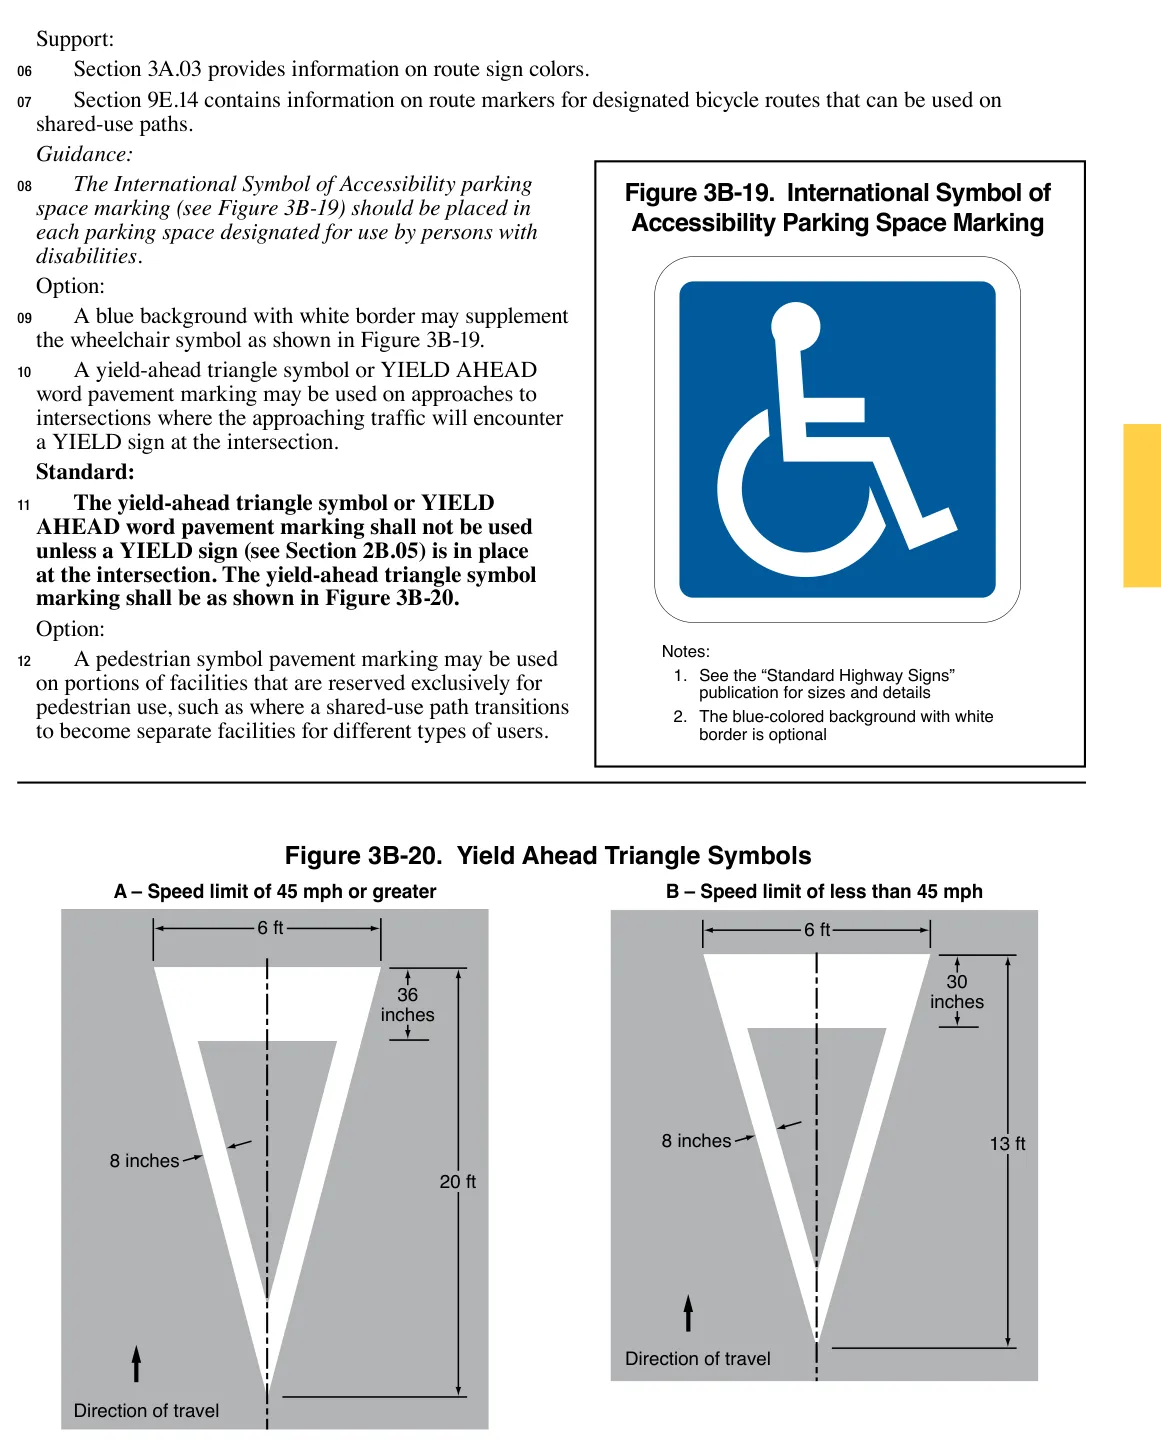 Support:
06 Section 3A.03 provides information on route sign colors.
07 Section 9E.14 contains information on route markers for designated bicycle routes that can be used on
shared-use paths.
Guidance:
08 The International Symbol of Accessibility parking
space marking (see Figure 3B-19) should be placed in
each parking space designated for use by persons with
disabilities.
Option:
09 A blue background with white border may supplement
the wheelchair symbol as shown in Figure 3B-19.
10 A yield-ahead triangle symbol or YIELD AHEAD
word pavement marking may be used on approaches to
intersections where the approaching traffic will encounter
a YIELD sign at the intersection.
Standard:
11 The yield-ahead triangle symbol or YIELD
AHEAD word pavement marking shall not be used
unless a YIELD sign (see Section 2B.05) is in place
at the intersection. The yield-ahead triangle symbol
marking shall be as shown in Figure 3B-20.
Option:
12 A pedestrian symbol pavement marking may be used
on portions of facilities that are reserved exclusively for
pedestrian use, such as where a shared-use path transitions
to become separate facilities for different types of users.
Figure 3B-19. International Symbol of
Accessibility Parking Space Marking
Notes:
1. See the “Standard Highway Signs”
publication for sizes and details
2. The blue-colored background with white
border is optional
Figure 3B-20. Yield Ahead Triangle Symbols
A – Speed limit of 45 mph or greater
6 ft
36
inches
8 inches
20 ft
Direction of travel
B – Speed limit of less than 45 mph
6 ft
30
inches
8 inches
13 ft
Direction of travel